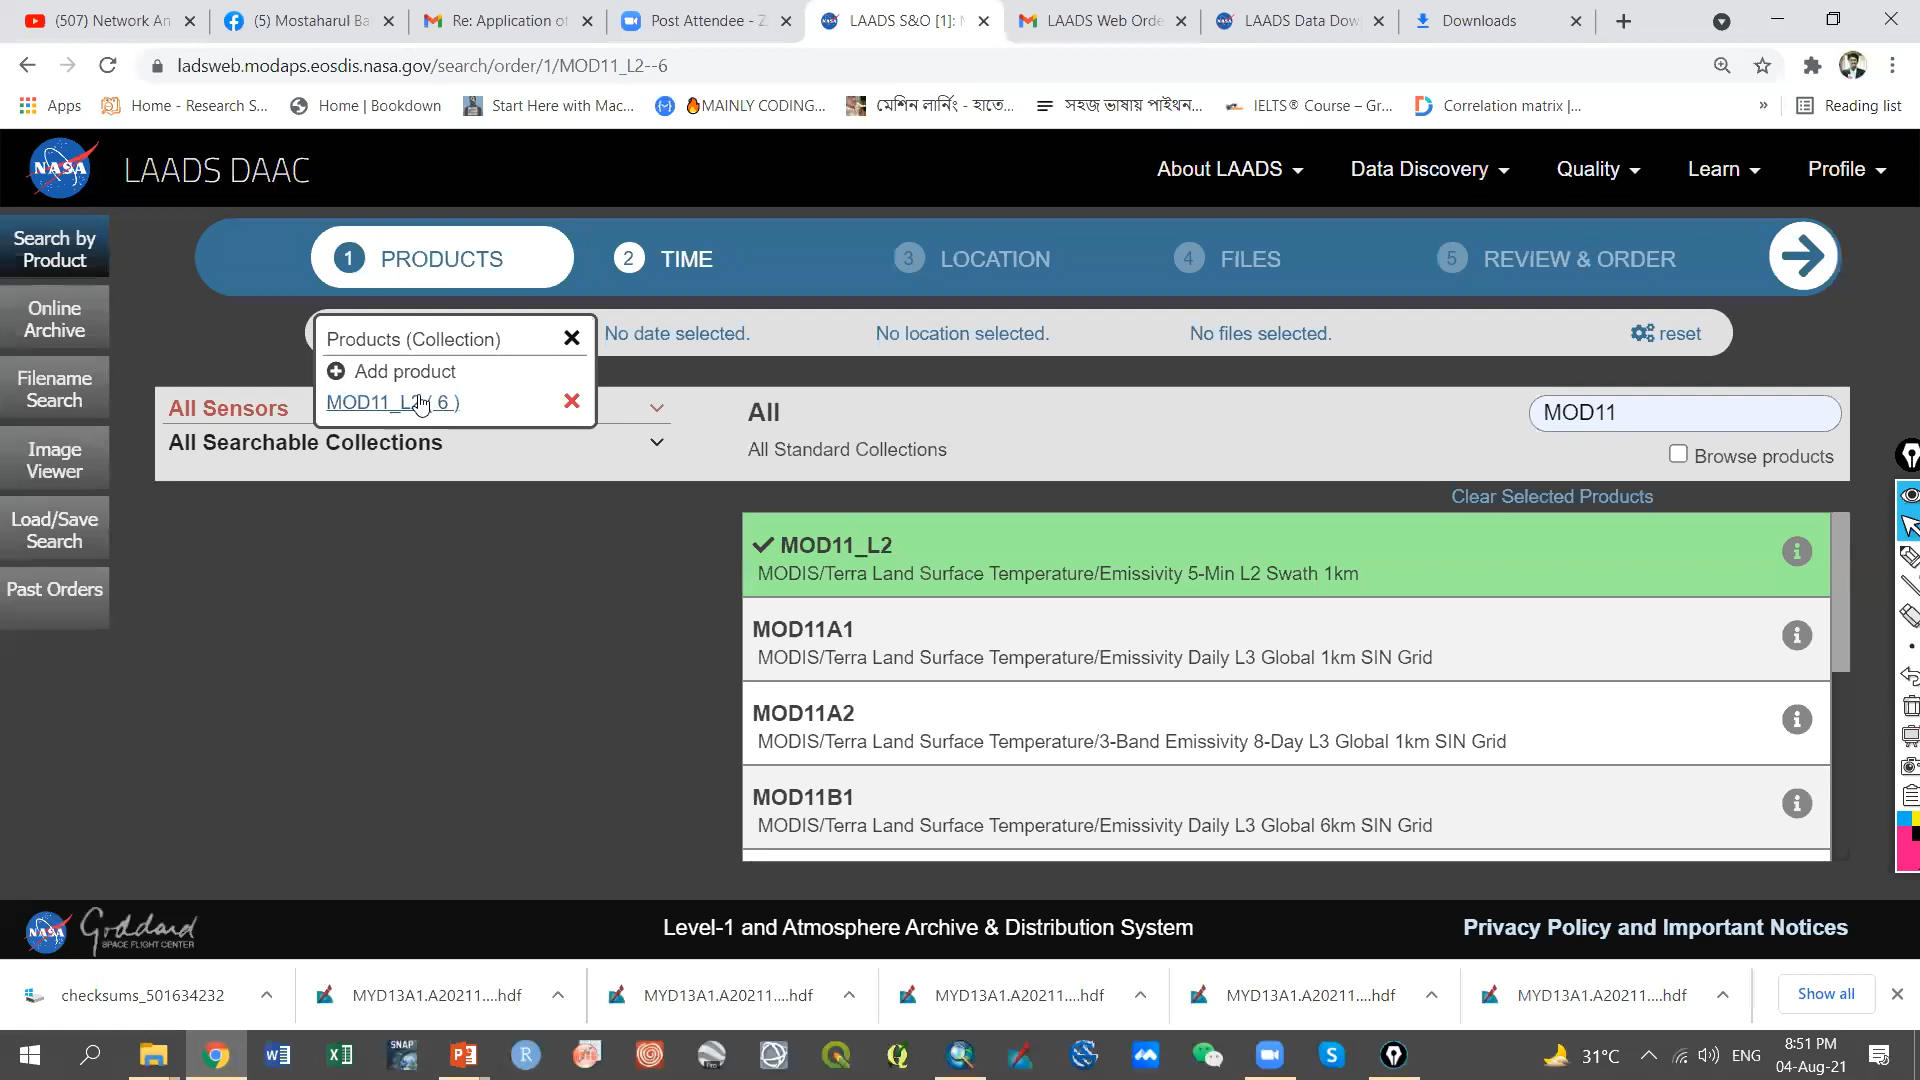 (507) Network An
(5) Mostaharul Ba
Re: Application of
Post Attendee - Z
LAADS S&O [1]: M
LAADS Web Orde
LAADS Data Dow
Downloads
ladsweb.modaps.eosdis.nasa.gov/search/order/1/MOD11_L2--6
Apps
Home - Research S...
Home | Bookdown
Start Here with Mac...
🔥MAINLY CODING...
মেশিন লার্নিং - হাতে...
সহজ ভাষায় পাইথন...
IELTS® Course – Gr...
Correlation matrix |...
»
Reading list
NASA
LAADS DAAC
About LAADS
Data Discovery
Quality
Learn
Profile
Search by
Product
Online
Archive
Filename
Search
Image
Viewer
Load/Save
Search
Past Orders
1 PRODUCTS
2 TIME
3 LOCATION
4 FILES
5 REVIEW & ORDER
Products (Collection)
Add product
MOD11_L2 ( 6 )
No date selected.
No location selected.
No files selected.
reset
All Sensors
All Searchable Collections
All
All Standard Collections
MOD11
Browse products
Clear Selected Products
MOD11_L2
MODIS/Terra Land Surface Temperature/Emissivity 5-Min L2 Swath 1km
MOD11A1
MODIS/Terra Land Surface Temperature/Emissivity Daily L3 Global 1km SIN Grid
MOD11A2
MODIS/Terra Land Surface Temperature/3-Band Emissivity 8-Day L3 Global 1km SIN Grid
MOD11B1
MODIS/Terra Land Surface Temperature/Emissivity Daily L3 Global 6km SIN Grid
NASA
Goddard
SPACE FLIGHT CENTER
Level-1 and Atmosphere Archive & Distribution System
Privacy Policy and Important Notices
checksums_501634232
MYD13A1.A20211....hdf
MYD13A1.A20211....hdf
MYD13A1.A20211....hdf
MYD13A1.A20211....hdf
MYD13A1.A20211....hdf
Show all
SNAP
31°C
ENG
8:51 PM
04-Aug-21